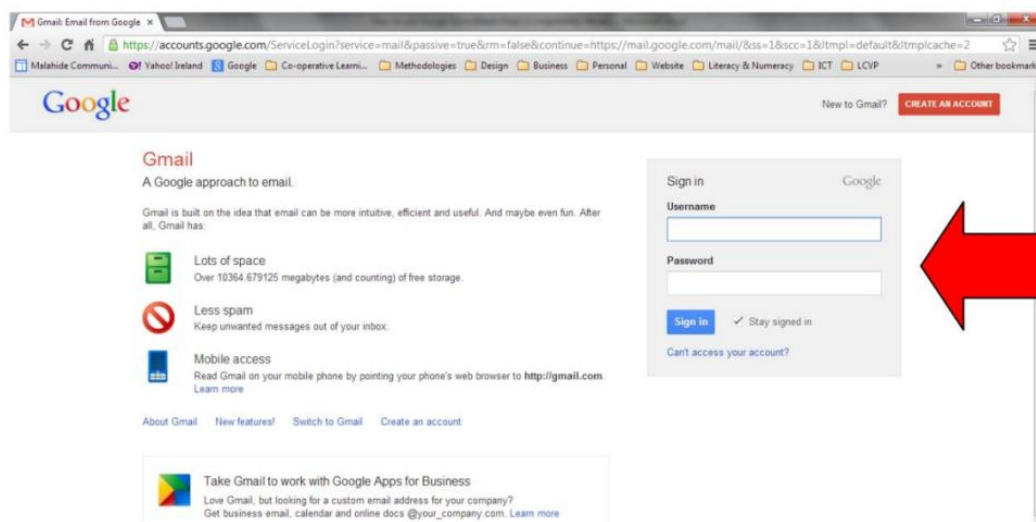 Gmail: Email from Google
https://accounts.google.com/ServiceLogin?service=mail&passive=true&rm=false&continue=https://mail.google.com/mail/&ss=1&scc=1&ltmpl=default&ltmplcache=2
Malahide Communi... Yahoo! Ireland Google Co-operative Learni... Methodologies Design Business Personal Website Literacy & Numeracy ICT LCVP » Other bookmark
Google
New to Gmail? CREATE AN ACCOUNT
Gmail
A Google approach to email.
Gmail is built on the idea that email can be more intuitive, efficient and useful. And maybe even fun. After
all, Gmail has:
Lots of space
Over 10364.679125 megabytes (and counting) of free storage.
Less spam
Keep unwanted messages out of your inbox.
Mobile access
Read Gmail on your mobile phone by pointing your phone's web browser to http://gmail.com.
Learn more
About Gmail New features! Switch to Gmail Create an account
Take Gmail to work with Google Apps for Business
Love Gmail, but looking for a custom email address for your company?
Get business email, calendar and online docs @your_company.com. Learn more
Sign in Google
Username
Password
Sign in Stay signed in
Can't access your account?